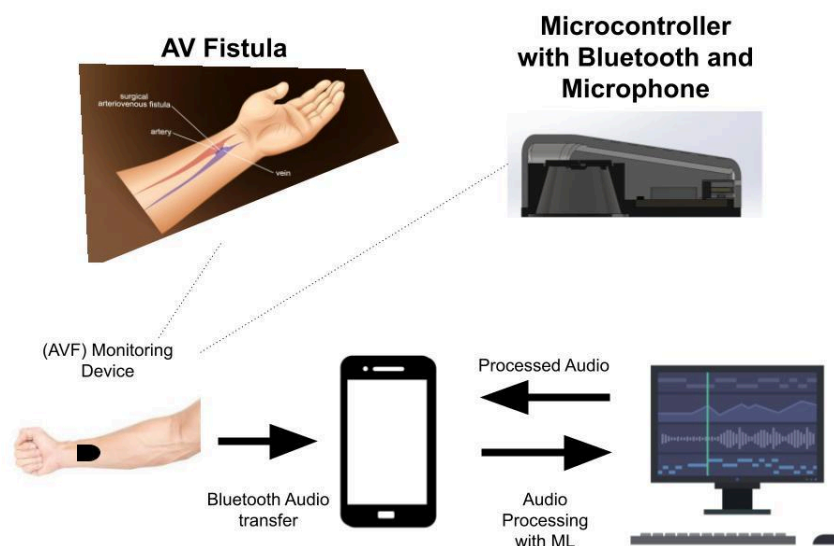 AV Fistula
surgical
arteriovenous fistula
artery
vein
Microcontroller
with Bluetooth and
Microphone
(AVF) Monitoring
Device
Bluetooth Audio
transfer
Processed Audio
Audio
Processing
with ML